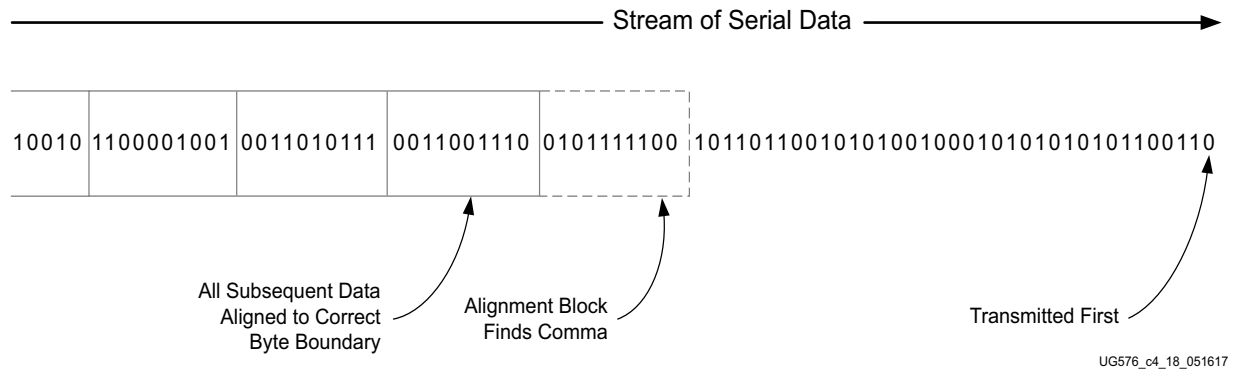 Stream of Serial Data
10010 1100001001 0011010111 0011001110 0101111100 1011011001010100100010101010101100110
All Subsequent Data
Aligned to Correct
Byte Boundary
Alignment Block
Finds Comma
Transmitted First
UG576_c4_18_051617